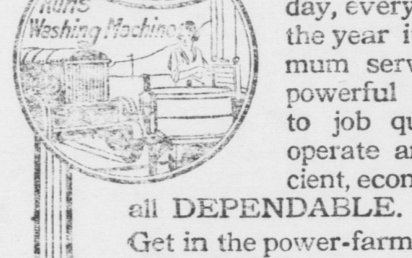 Runs
Washing Machine
day, every
the year i
mum serv
powerful
to job qu
operate a
cient, econ
all DEPENDABLE.
Get in the power-farm